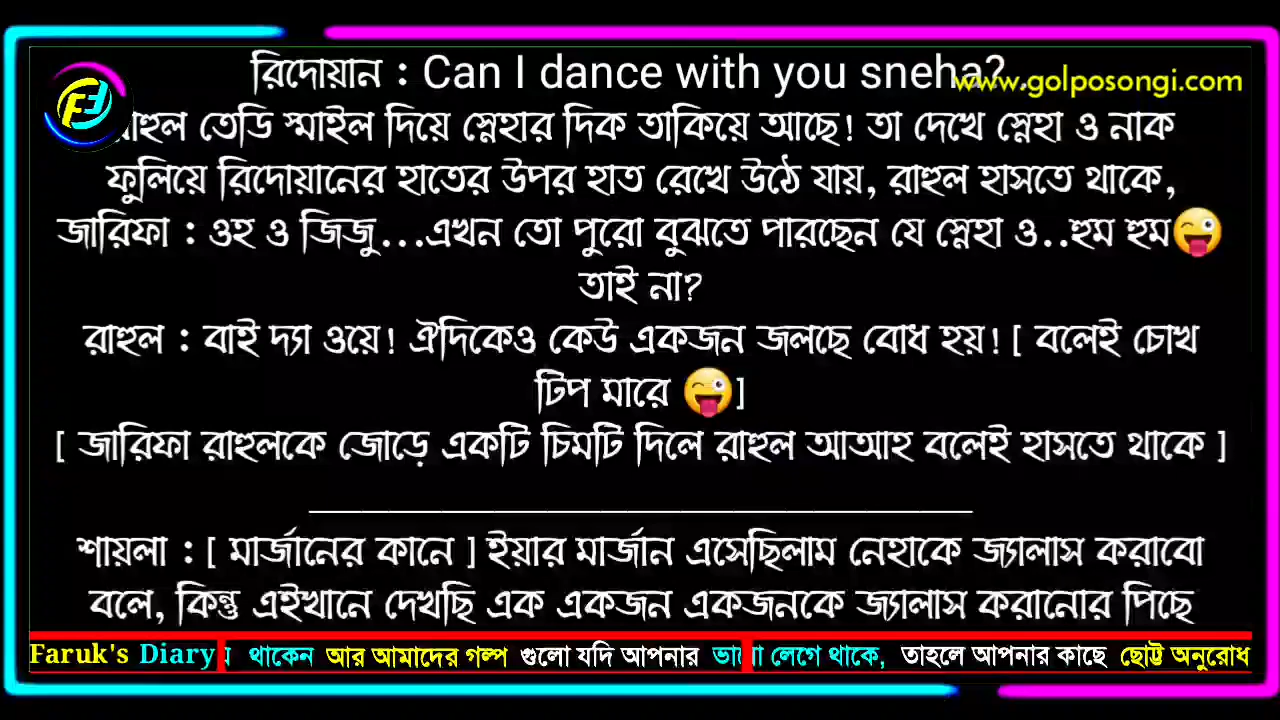 রিদোয়ান : Can I dance with you sneha?
www.golposongi.com
রাহুল তেডি স্মাইল দিয়ে স্নেহার দিক তাকিয়ে আছে! তা দেখে স্নেহা ও নাক
ফুলিয়ে রিদোয়ানের হাতের উপর হাত রেখে উঠে যায়, রাহুল হাসতে থাকে,
জারিফা : ওহ ও জিজু...এখন তো পুরো বুঝতে পারছেন যে স্নেহা ও..হুম হুম😜
তাই না?
রাহুল : বাই দ্যা ওয়ে! ঐদিকেও কেউ একজন জলছে বোধ হয়! [ বলেই চোখ
টিপ মারে 😜]
[ জারিফা রাহুলকে জোড়ে একটি চিমটি দিলে রাহুল আআহ বলেই হাসতে থাকে ]
শায়লা : [ মার্জানের কানে ] ইয়ার মার্জান এসেছিলাম নেহাকে জ্যালাস করাবো
বলে, কিন্তু এইখানে দেখছি এক একজন একজনকে জ্যালাস করানোর পিছে
Faruk's Diary থাকেন আর আমাদের গল্প গুলো যদি আপনার ভালো লেগে থাকে, তাহলে আপনার কাছে ছোট্ট অনুরোধ